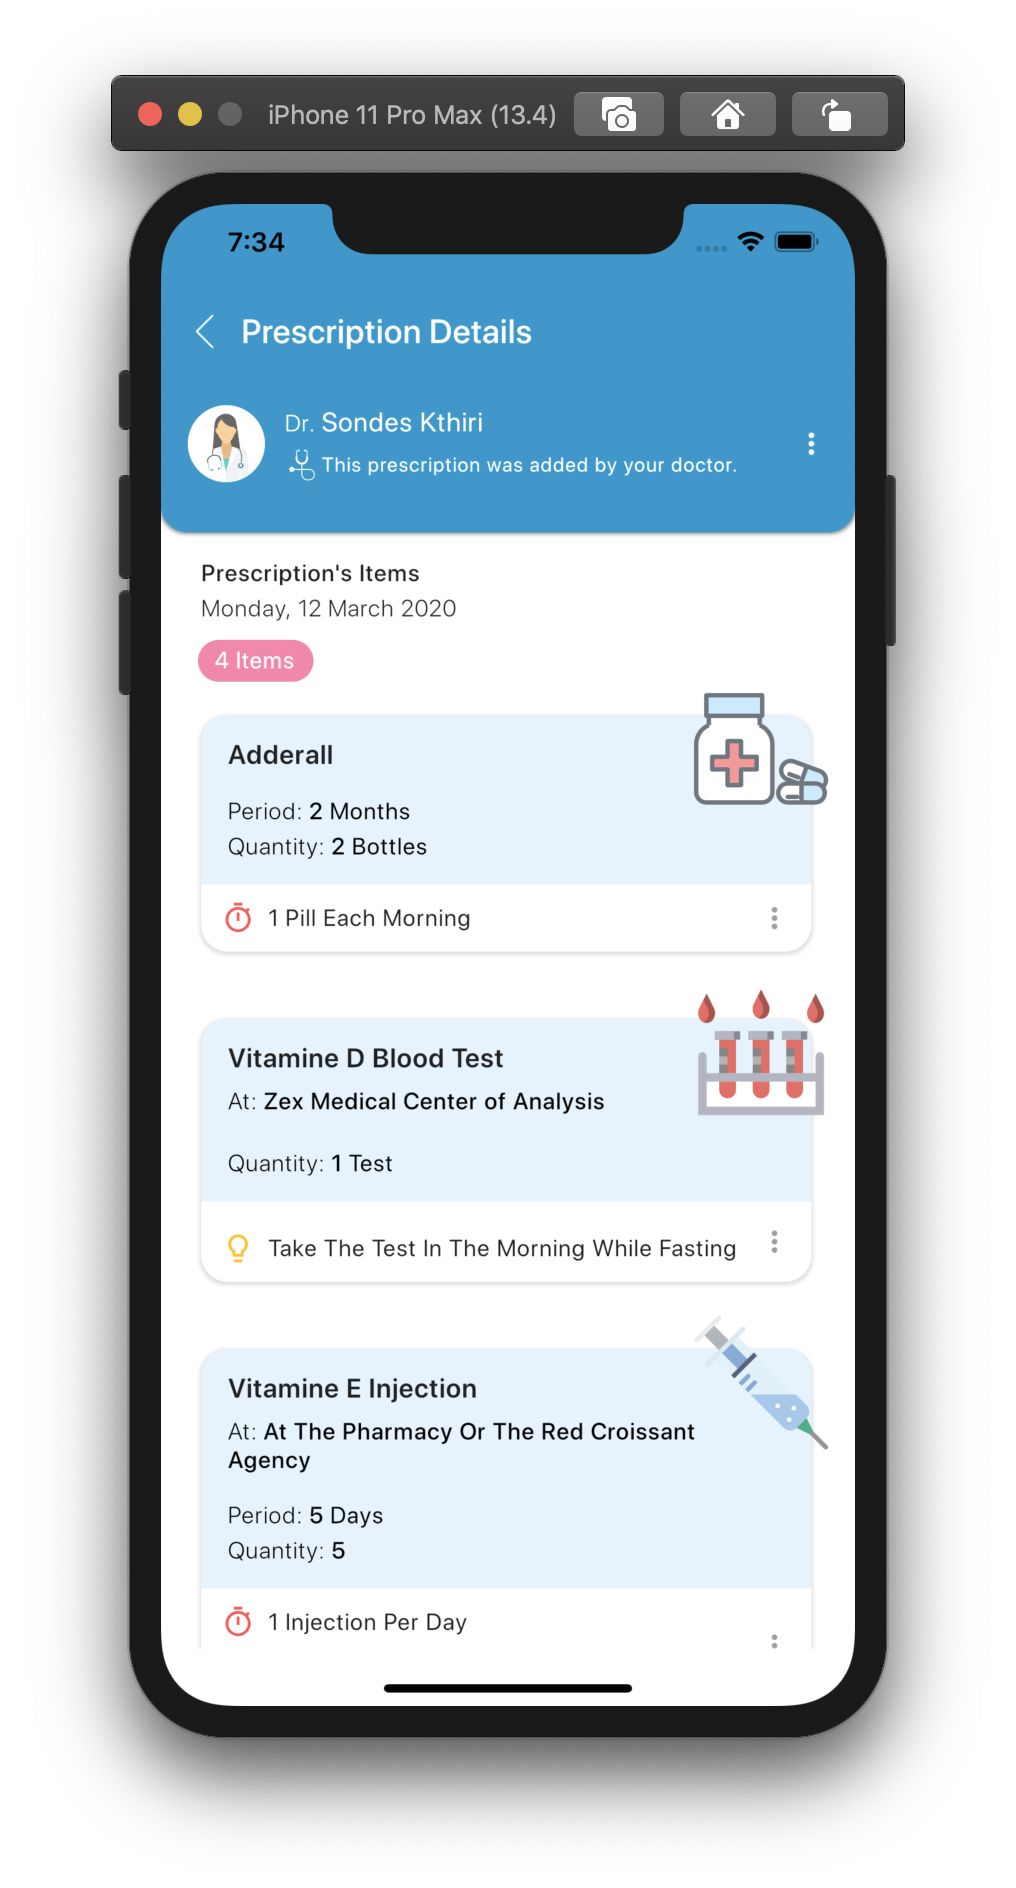 iPhone 11 Pro Max (13.4)
7:34
Prescription Details
Dr. Sondes Kthiri
This prescription was added by your doctor.
Prescription's Items
Monday, 12 March 2020
4 Items
Adderall
Period: 2 Months
Quantity: 2 Bottles
1 Pill Each Morning
Vitamine D Blood Test
At: Zex Medical Center of Analysis
Quantity: 1 Test
Take The Test In The Morning While Fasting
Vitamine E Injection
At: At The Pharmacy Or The Red Croissant
Agency
Period: 5 Days
Quantity: 5
1 Injection Per Day